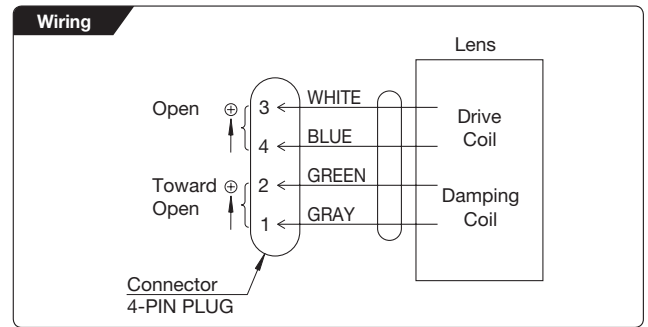 Wiring
Lens
Open ⊕ 3 WHITE Drive
4 BLUE Coil
Toward ⊕ 2 GREEN Damping
Open 1 GRAY Coil
Connector
4-PIN PLUG